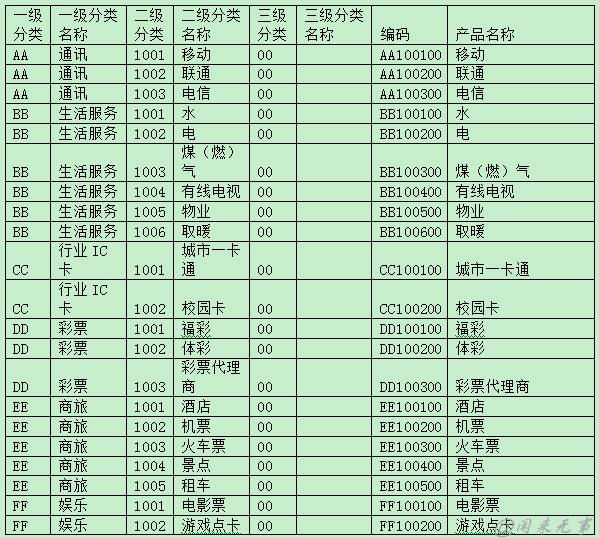 一级分类 一级分类名称 二级分类 二级分类名称 三级分类 三级分类名称 编码 产品名称
AA 通讯 1001 移动 00 AA100100 移动
AA 通讯 1002 联通 00 AA100200 联通
AA 通讯 1003 电信 00 AA100300 电信
BB 生活服务 1001 水 00 BB100100 水
BB 生活服务 1002 电 00 BB100200 电
BB 生活服务 1003 煤（燃）气 00 BB100300 煤（燃）气
BB 生活服务 1004 有线电视 00 BB100400 有线电视
BB 生活服务 1005 物业 00 BB100500 物业
BB 生活服务 1006 取暖 00 BB100600 取暖
CC 行业IC卡 1001 城市一卡通 00 CC100100 城市一卡通
CC 行业IC卡 1002 校园卡 00 CC100200 校园卡
DD 彩票 1001 福彩 00 DD100100 福彩
DD 彩票 1002 体彩 00 DD100200 体彩
DD 彩票 1003 彩票代理商 00 DD100300 彩票代理商
EE 商旅 1001 酒店 00 EE100100 酒店
EE 商旅 1002 机票 00 EE100200 机票
EE 商旅 1003 火车票 00 EE100300 火车票
EE 商旅 1004 景点 00 EE100400 景点
EE 商旅 1005 租车 00 EE100500 租车
FF 娱乐 1001 电影票 00 FF100100 电影票
FF 娱乐 1002 游戏点卡 00 FF100200 游戏点卡
闲来无事